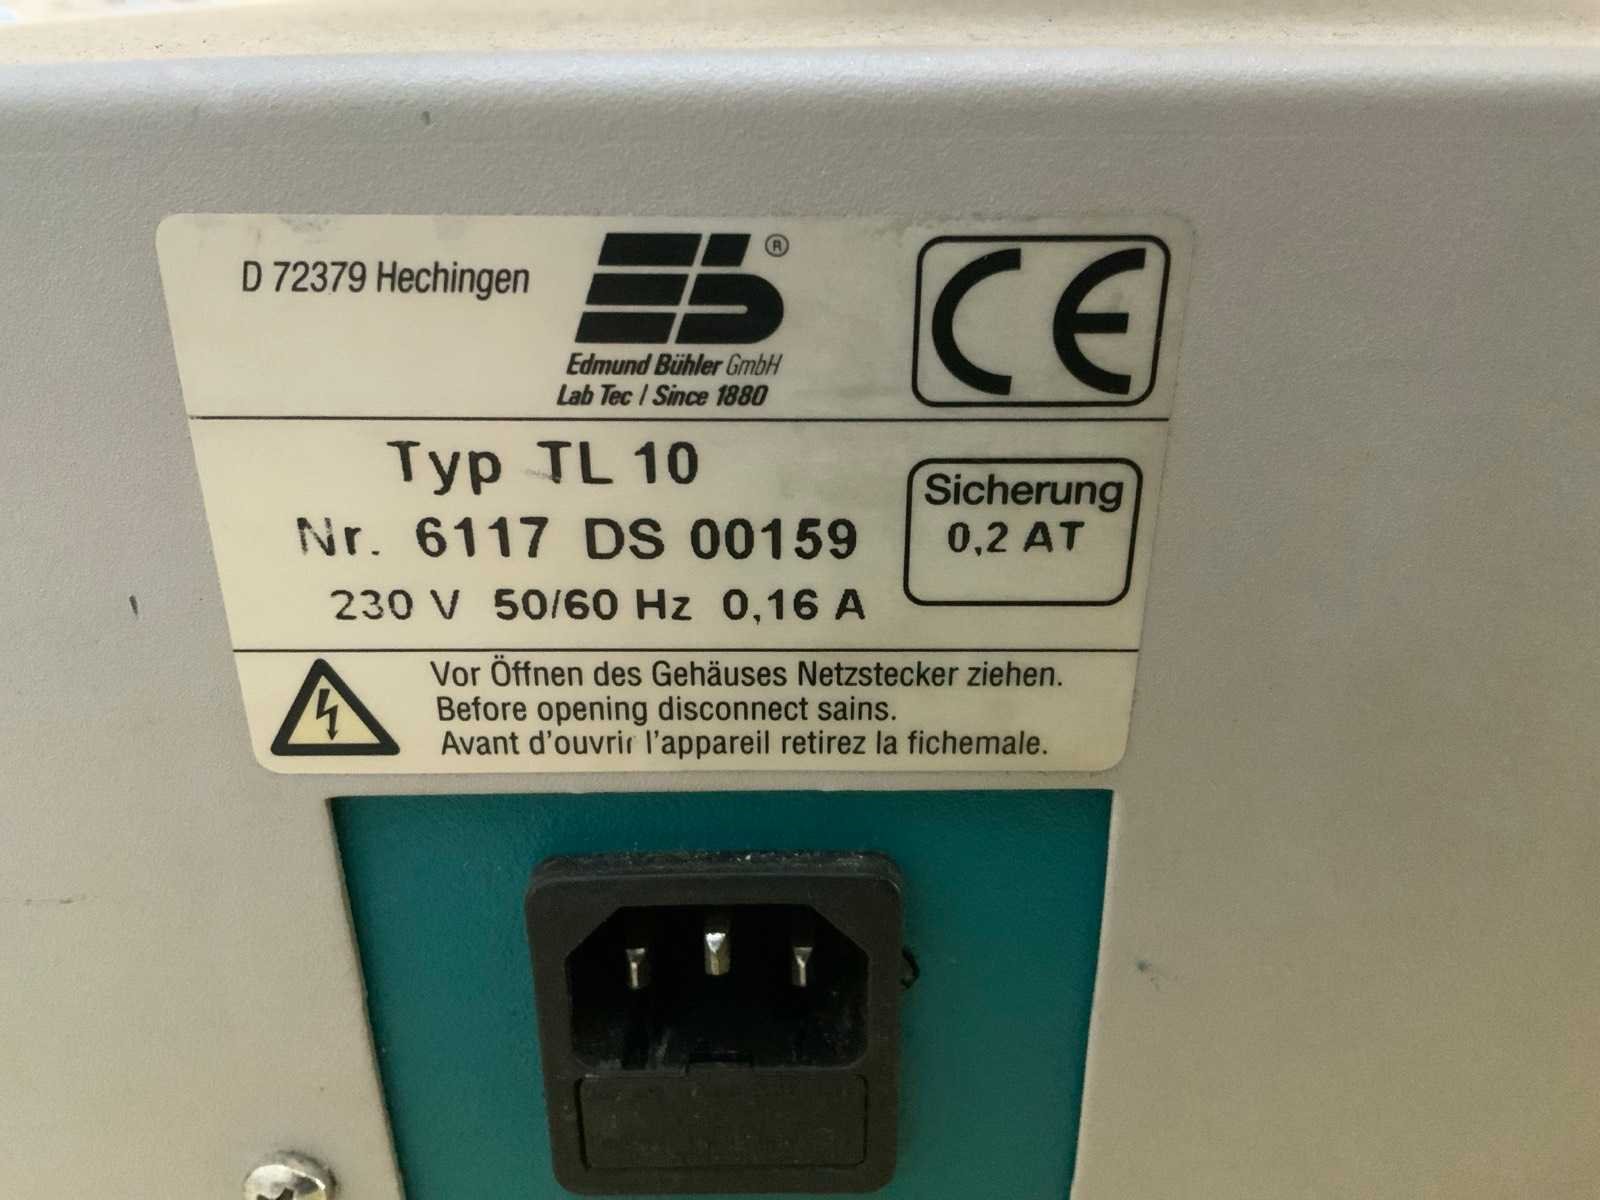 D 72379 Hechingen
®
Edmund Bühler GmbH
Lab Tec / Since 1880
CE
Typ TL 10
Nr. 6117 DS 00159
230 V 50/60 Hz 0,16 A
Sicherung
0,2 AT
Vor Öffnen des Gehäuses Netzstecker ziehen.
Before opening disconnect sains.
Avant d'ouvrir l'appareil retirez la fichemale.